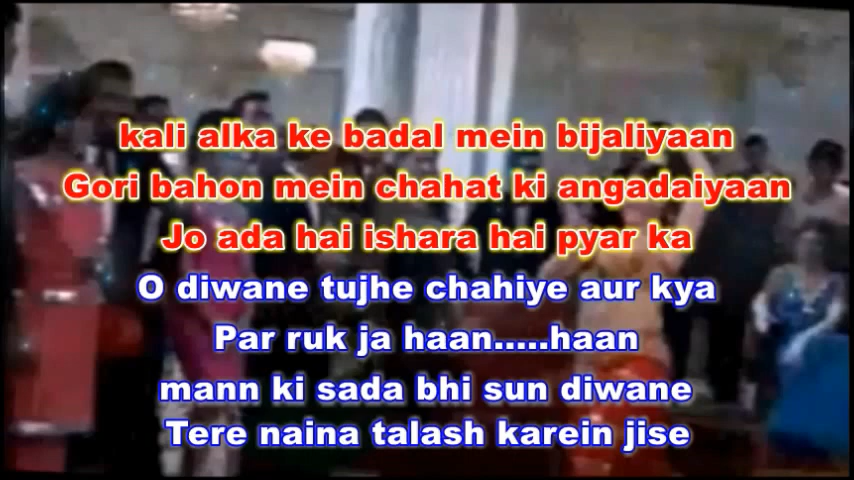 kali alka ke badal mein bijaliyaan
Gori bahon mein chahat ki angadaiyaan
Jo ada hai ishara hai pyar ka
O diwane tujhe chahiye aur kya
Par ruk ja haan.....haan
mann ki sada bhi sun diwane
Tere naina talash karein jise